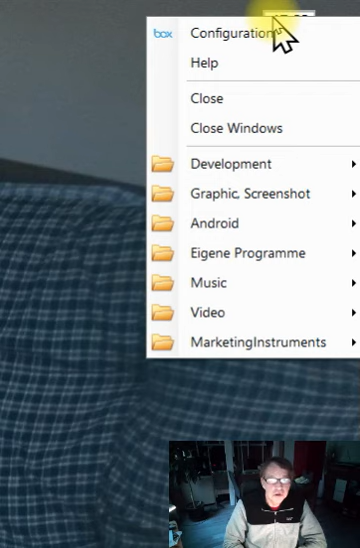 box Configuration
Help
Close
Close Windows
Development
Graphic, Screenshot
Android
Eigene Programme
Music
Video
MarketingInstruments